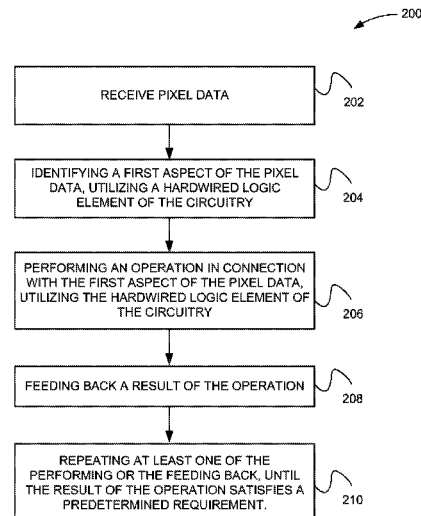 200
RECEIVE PIXEL DATA
202
IDENTIFYING A FIRST ASPECT OF THE PIXEL
DATA, UTILIZING A HARDWIRED LOGIC
ELEMENT OF THE CIRCUITRY
204
PERFORMING AN OPERATION IN CONNECTION
WITH THE FIRST ASPECT OF THE PIXEL DATA,
UTILIZING THE HARDWIRED LOGIC ELEMENT OF
THE CIRCUITRY
206
FEEDING BACK A RESULT OF THE OPERATION
208
REPEATING AT LEAST ONE OF THE
PERFORMING OR THE FEEDING BACK, UNTIL
THE RESULT OF THE OPERATION SATISFIES A
PREDETERMINED REQUIREMENT.
210